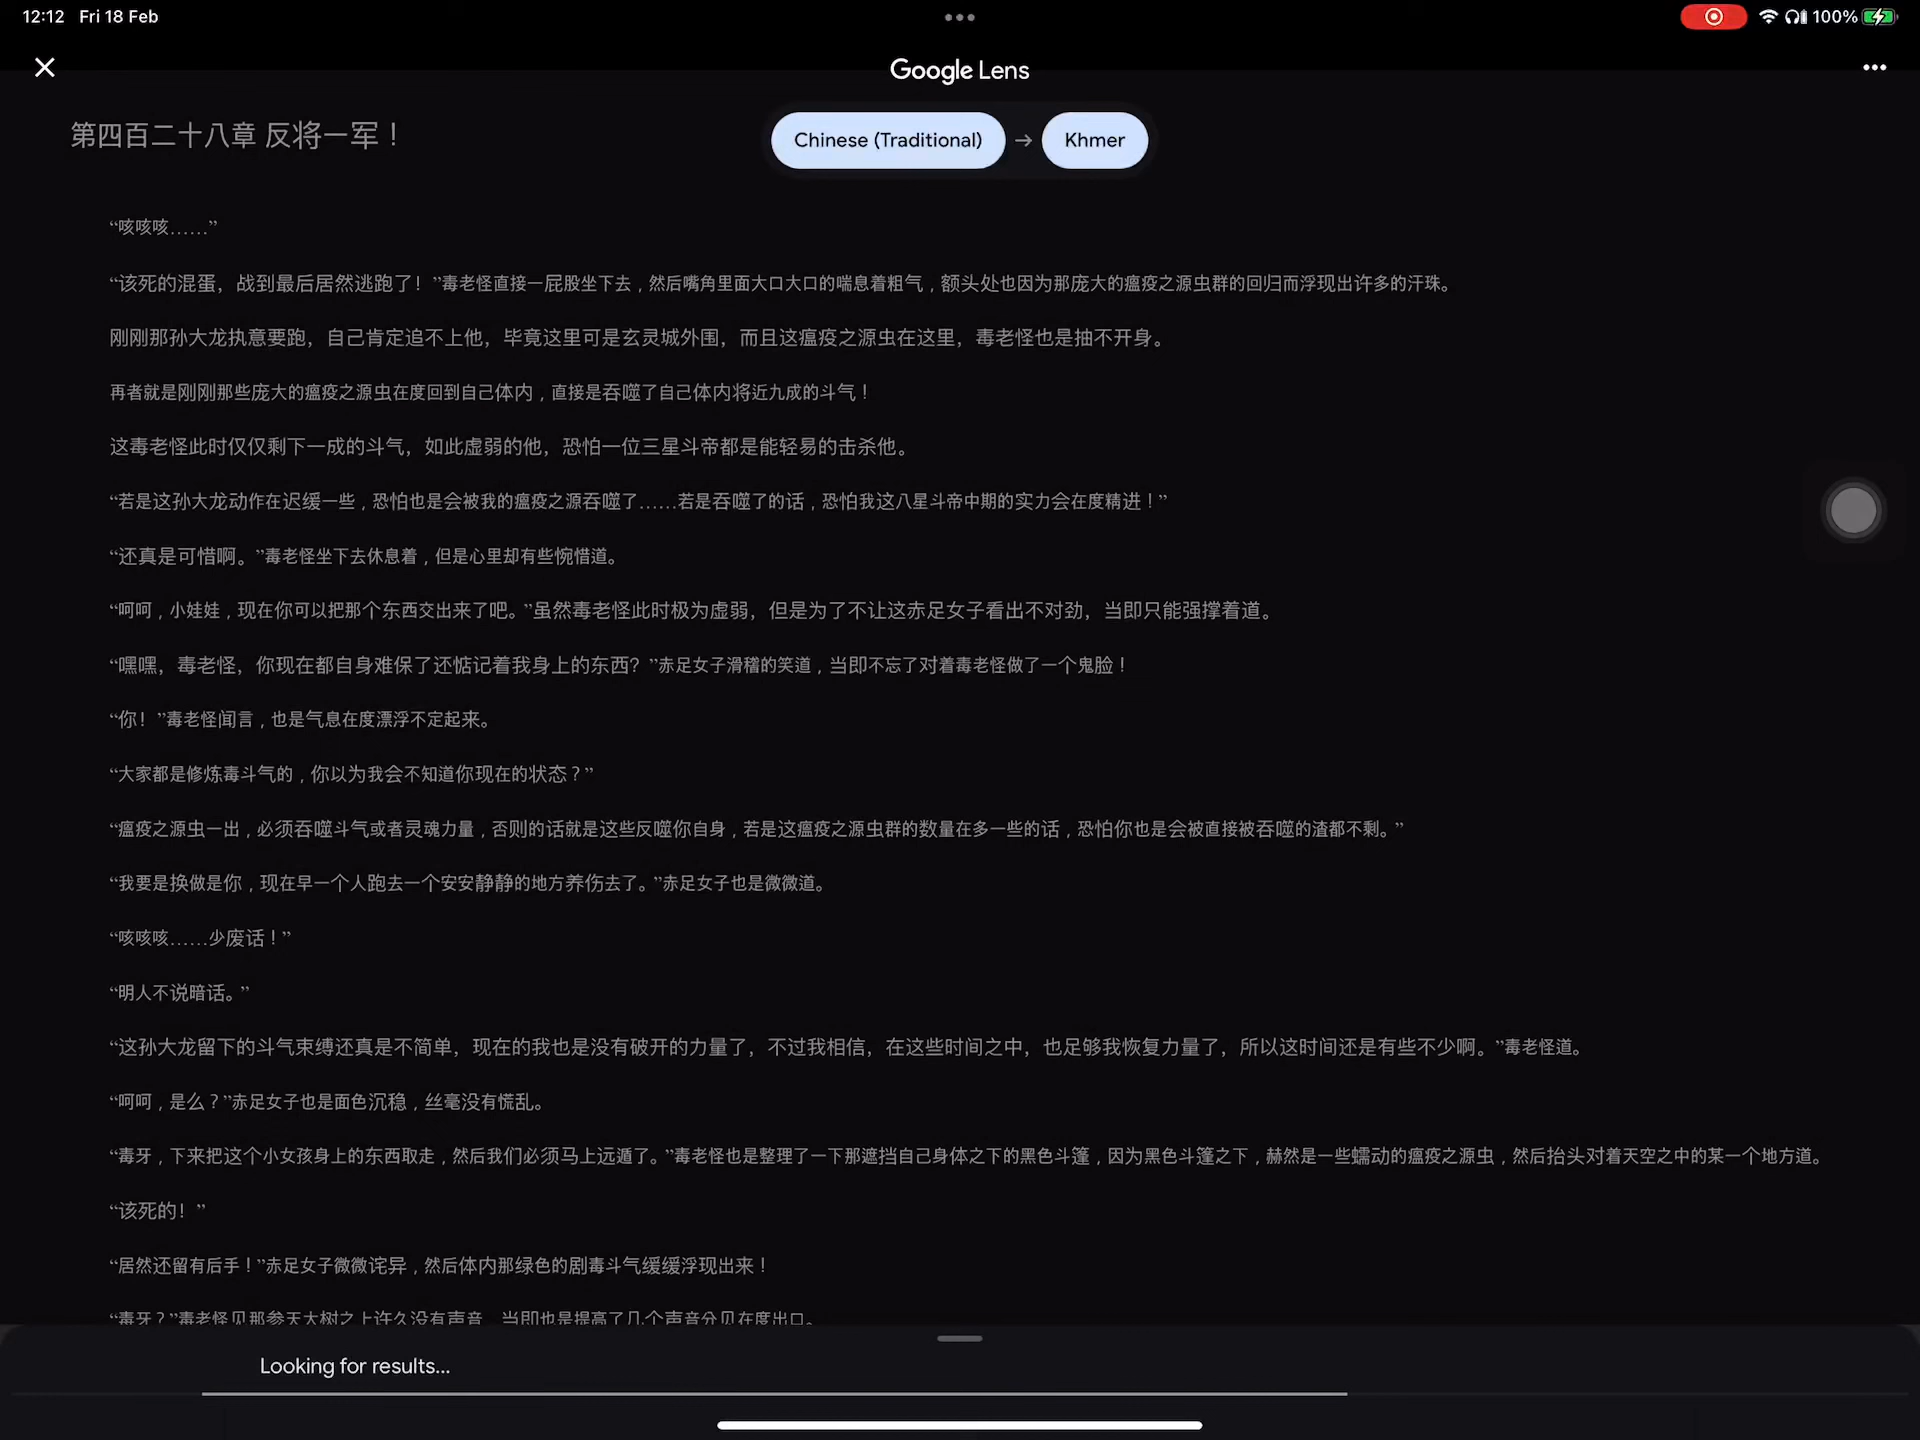 12:12 Fri 18 Feb
100%
Google Lens
第四百二十八章 反将一军！
Chinese (Traditional) → Khmer
“咳咳咳……”
“该死的混蛋，战到最后居然逃跑了！”毒老怪直接一屁股坐下去，然后嘴角里面大口大口的喘息着粗气，额头处也因为那庞大的瘟疫之源虫群的回归而浮现出许多的汗珠。
刚刚那孙大龙执意要跑，自己肯定追不上他，毕竟这里可是玄灵城外围，而且这瘟疫之源虫在这里，毒老怪也是抽不开身。
再者就是刚刚那些庞大的瘟疫之源虫在度回到自己体内，直接是吞噬了自己体内将近九成的斗气！
这毒老怪此时仅仅剩下一成的斗气，如此虚弱的他，恐怕一位三星斗帝都是能轻易的击杀他。
“若是这孙大龙动作在迟缓一些，恐怕也是会被我的瘟疫之源吞噬了……若是吞噬了的话，恐怕我这八星斗帝中期的实力会在度精进！”
“还真是可惜啊。”毒老怪坐下去休息着，但是心里却有些惋惜道。
“呵呵，小娃娃，现在你可以把那个东西交出来了吧。”虽然毒老怪此时极为虚弱，但是为了不让这赤足女子看出不对劲，当即只能强撑着道。
“嘿嘿，毒老怪，你现在都自身难保了还惦记着我身上的东西？”赤足女子滑稽的笑道，当即不忘了对着毒老怪做了一个鬼脸！
“你！”毒老怪闻言，也是气息在度漂浮不定起来。
“大家都是修炼毒斗气的，你以为我会不知道你现在的状态？”
“瘟疫之源虫一出，必须吞噬斗气或者灵魂力量，否则的话就是这些反噬你自身，若是这瘟疫之源虫群的数量在多一些的话，恐怕你也是会被直接被吞噬的渣都不剩。”
“我要是换做是你，现在早一个人跑去一个安安静静的地方养伤去了。”赤足女子也是微微道。
“咳咳咳……少废话！”
“明人不说暗话。”
“这孙大龙留下的斗气束缚还真是不简单，现在的我也是没有破开的力量了，不过我相信，在这些时间之中，也足够我恢复力量了，所以这时间还是有些不少啊。”毒老怪道。
“呵呵，是么？”赤足女子也是面色沉稳，丝毫没有慌乱。
“毒牙，下来把这个小女孩身上的东西取走，然后我们必须马上远遁了。”毒老怪也是整理了一下那遮挡自己身体之下的黑色斗篷，因为黑色斗篷之下，赫然是一些蠕动的瘟疫之源虫，然后抬头对着天空之中的某一个地方道。
“该死的！”
“居然还留有后手！”赤足女子微微诧异，然后体内那绿色的剧毒斗气缓缓浮现出来！
“毒牙？”毒老怪见那参天大树之上许久没有声音，当即也是提高了几个声音分贝在度出口。
Looking for results...